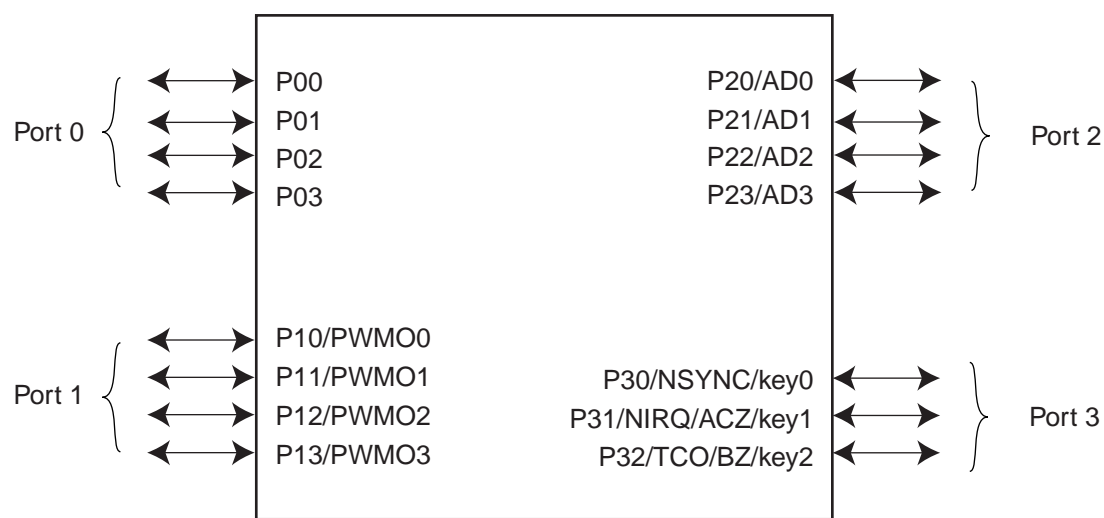 Port 0
P00
P01
P02
P03
Port 1
P10/PWMO0
P11/PWMO1
P12/PWMO2
P13/PWMO3
P20/AD0
P21/AD1
P22/AD2
P23/AD3
Port 2
P30/NSYNC/key0
P31/NIRQ/ACZ/key1
P32/TCO/BZ/key2
Port 3